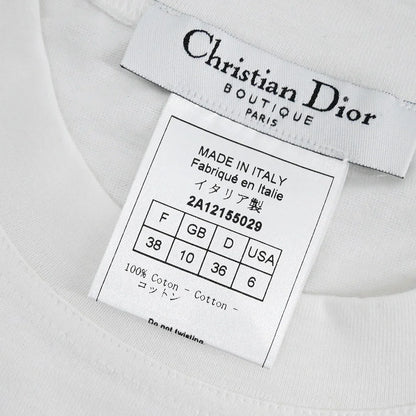 Christian Dior
BOUTIQUE
PARIS
MADE IN ITALY
Fabriqué en Italie
イタリア製
2A12155029
F GB D USA
38 10 36 6
100% Coton - Cotton -
コットン
Do not twisting